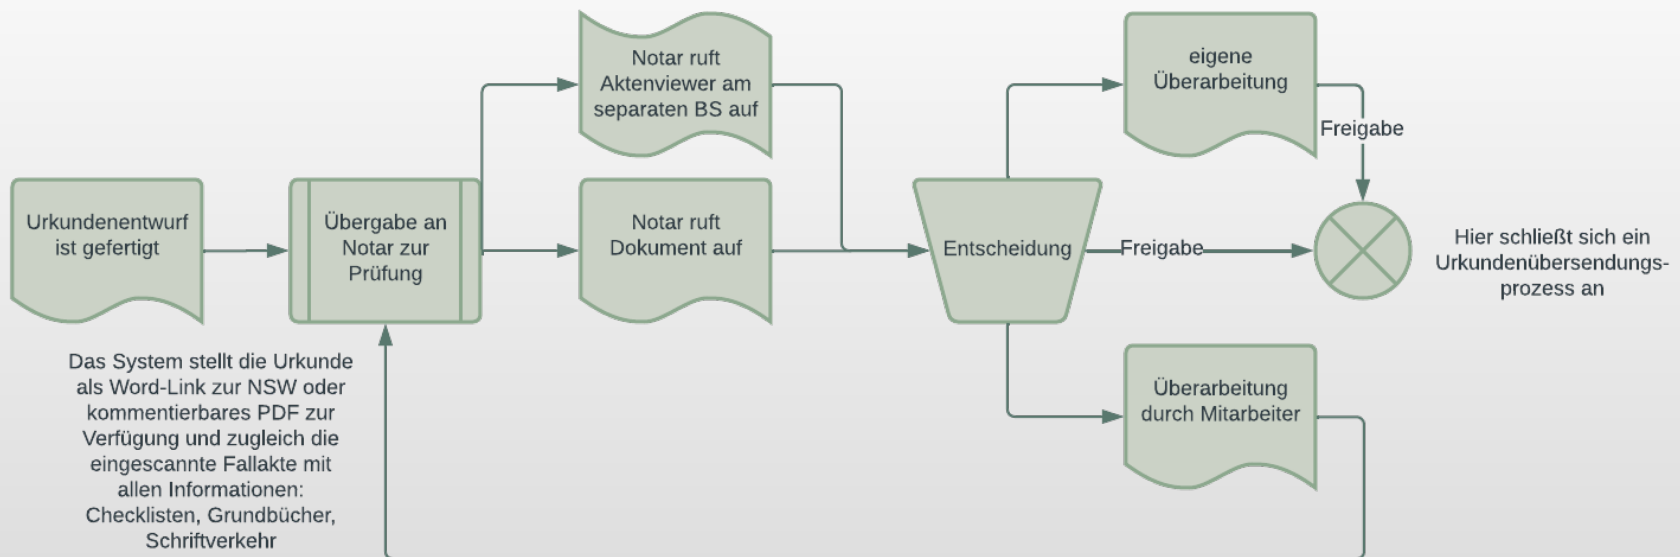 Urkundenentwurf
ist gefertigt
Übergabe an
Notar zur
Prüfung
Das System stellt die Urkunde
als Word-Link zur NSW oder
kommentierbares PDF zur
Verfügung und zugleich die
eingescannte Fallakte mit
allen Informationen:
Checklisten, Grundbücher,
Schriftverkehr
Notar ruft
Aktenviewer am
separaten BS auf
Notar ruft
Dokument auf
Entscheidung
eigene
Überarbeitung
Freigabe
Freigabe
Überarbeitung
durch Mitarbeiter
Hier schließt sich ein
Urkundenübersendungs-
prozess an